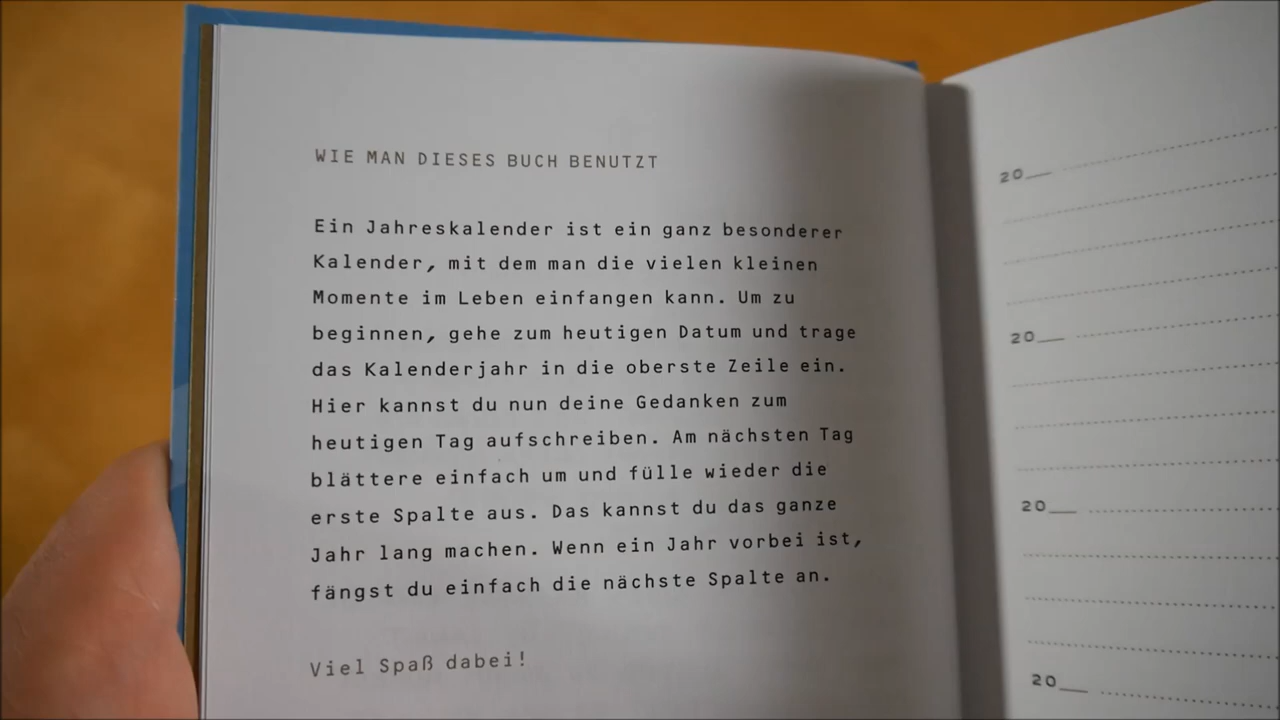 WIE MAN DIESES BUCH BENUTZT
Ein Jahreskalender ist ein ganz besonderer
Kalender, mit dem man die vielen kleinen
Momente im Leben einfangen kann. Um zu
beginnen, gehe zum heutigen Datum und trage
das Kalenderjahr in die oberste Zeile ein.
Hier kannst du nun deine Gedanken zum
heutigen Tag aufschreiben. Am nächsten Tag
blättere einfach um und fülle wieder die
erste Spalte aus. Das kannst du das ganze
Jahr lang machen. Wenn ein Jahr vorbei ist,
fängst du einfach die nächste Spalte an.
Viel Spaß dabei!
20__
20__
20__
20__